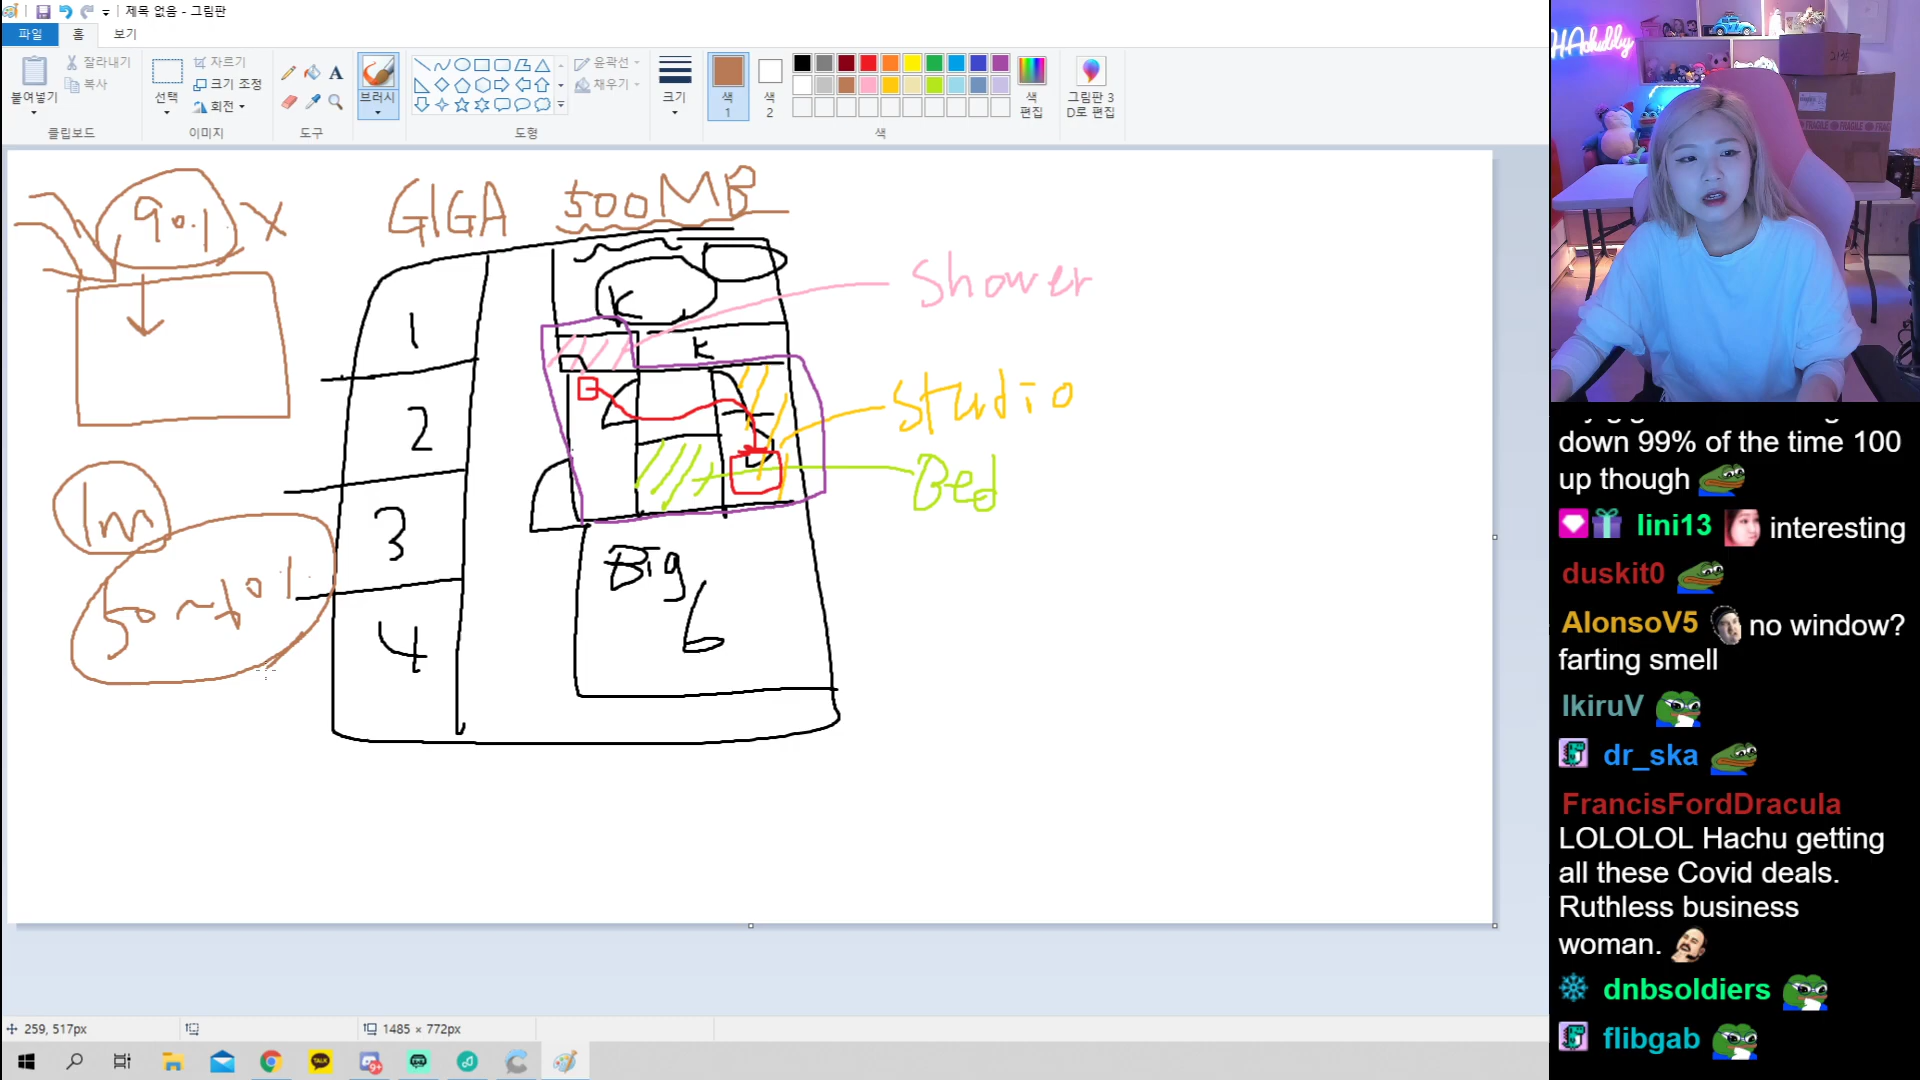 제목 없음 - 그림판
파일 홈 보기
붙여넣기
잘라내기
복사
클립보드
선택
자르기
크기 조정
회전
이미지
A
도구
브러시
도형
윤곽선
채우기
크기
색 1
색 2
색 편집
색
그림판 3D로 편집
90.1 X
GIGA 500MB
K
K
Shower
Studio
Bed
1
2
3
4
Big 6
1m
259, 517px
1485 × 772px
HAchubby
FRAGILE
down 99% of the time 100
up though
lini13 interesting
duskit0
AlonsoV5 no window?
farting smell
IkiruV
dr_ska
FrancisFordDracula
LOLOLOL Hachu getting
all these Covid deals.
Ruthless business
woman.
dnbsoldiers
flibgab
TALK
9+